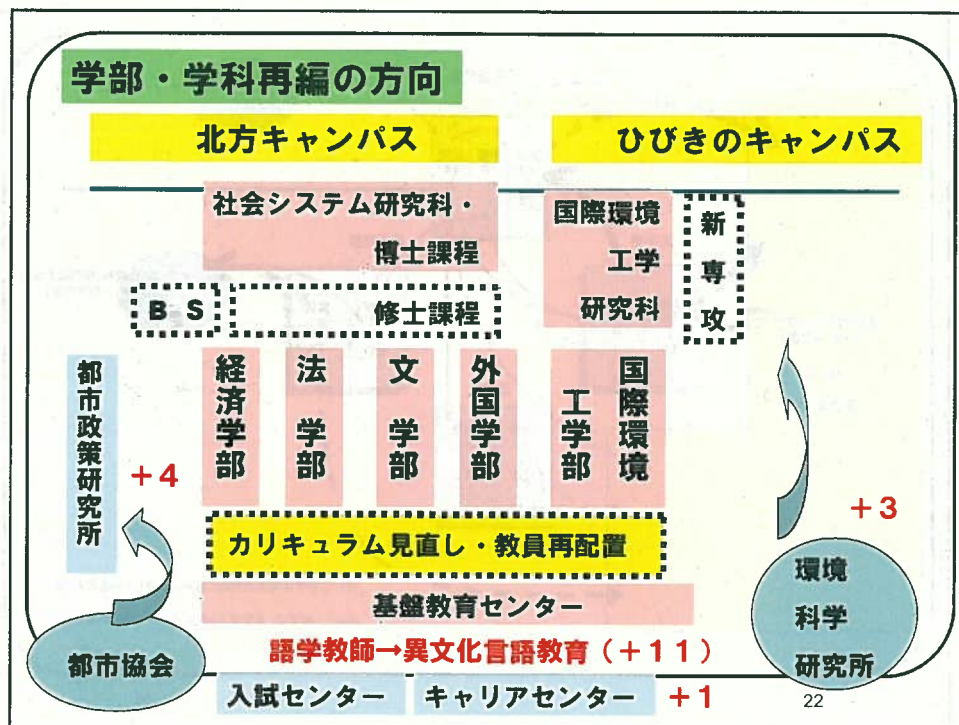 学部・学科再編の方向
北方キャンパス
ひびきのキャンパス
社会システム研究科・
博士課程
国際環境
工学
研究科
新専攻
ＢＳ
修士課程
都市政策研究所
経済学部
法学部
文学部
外国学部
国際環境
工学部
＋4
＋3
カリキュラム見直し・教員再配置
基盤教育センター
語学教師→異文化言語教育（＋１１）
都市協会
環境
科学
研究所
入試センター
キャリアセンター
＋1
22